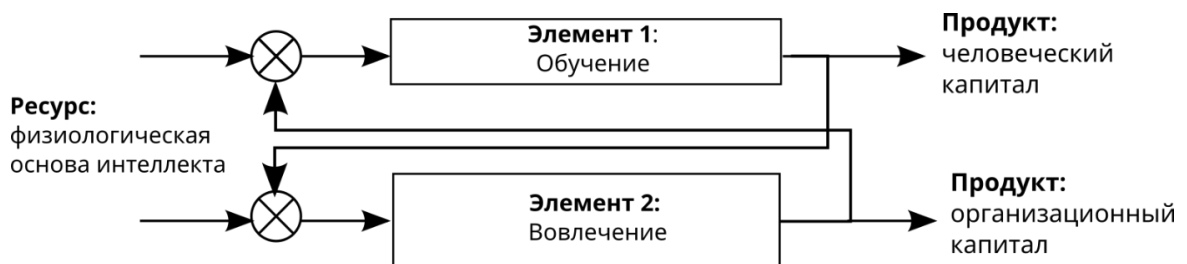 Элемент 1:
Обучение
Продукт:
человеческий
капитал
Ресурс:
физиологическая
основа интеллекта
Элемент 2:
Вовлечение
Продукт:
организационный
капитал